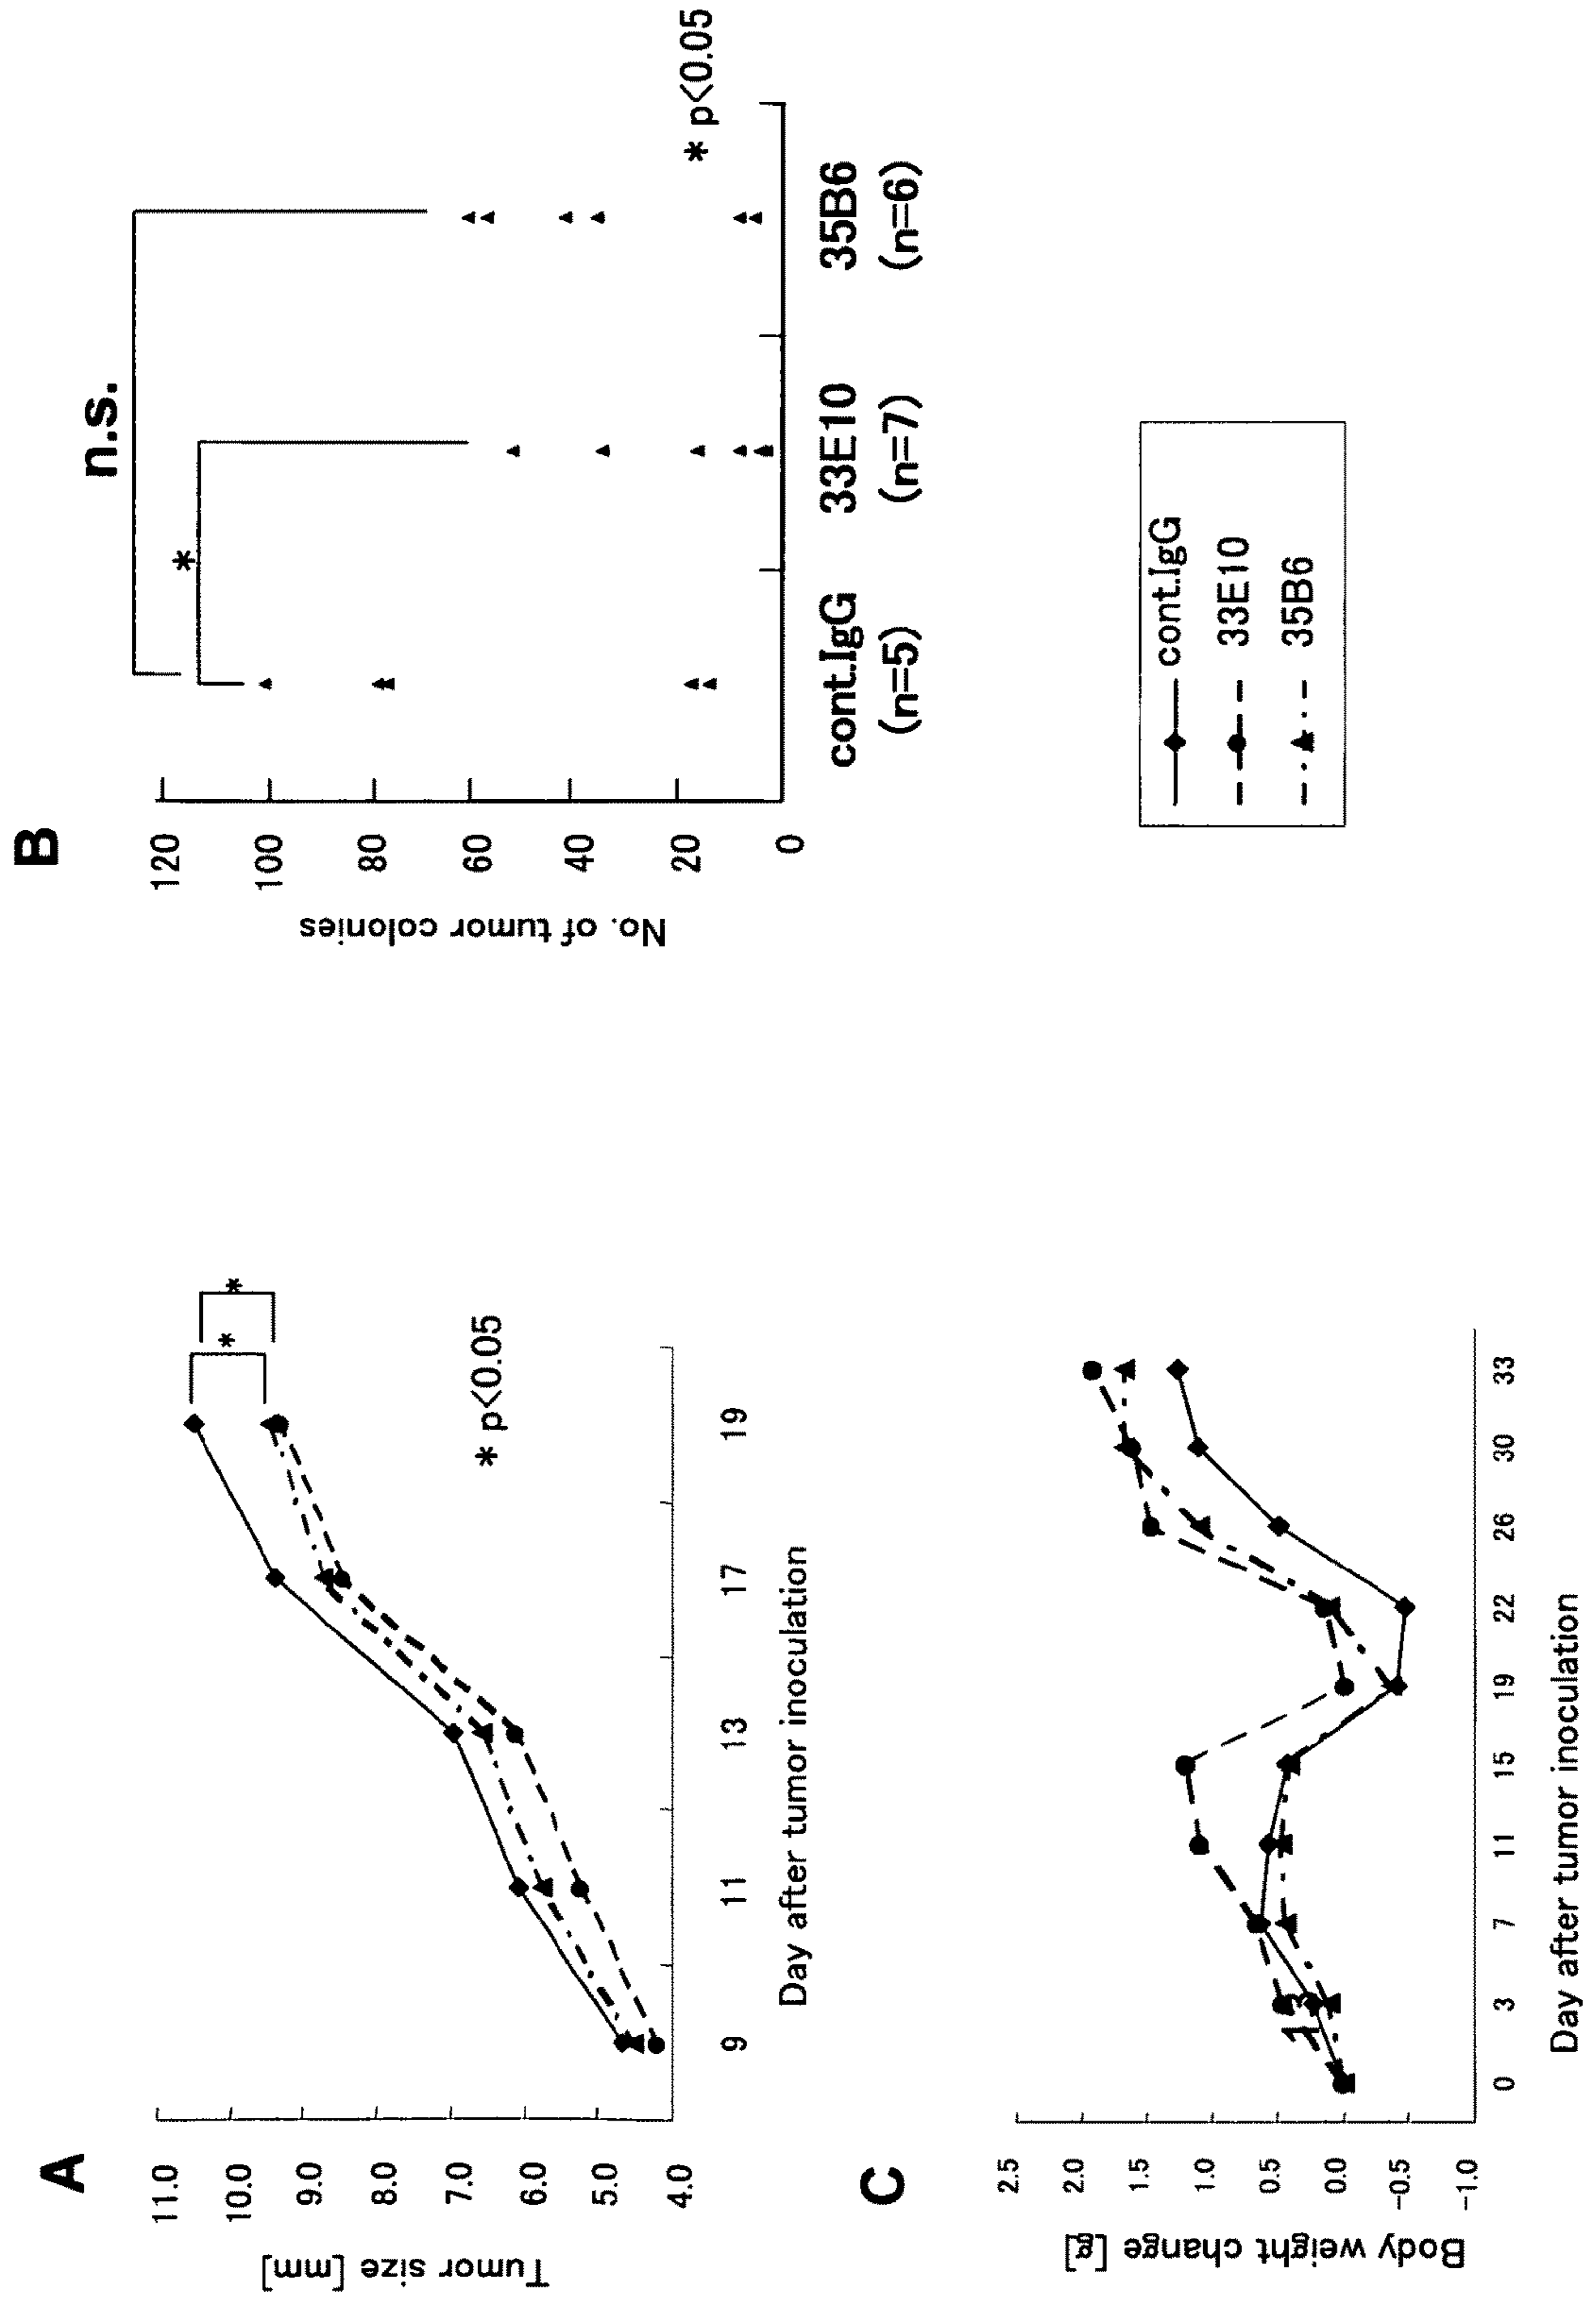 A
Tumor size [mm]
11.0
10.0
9.0
8.0
7.0
6.0
5.0
4.0
*
*
* p<0.05
9 11 13 17 19
Day after tumor inoculation
B
No. of tumor colonies
120
100
80
60
40
20
0
n.s.
*
* p<0.05
cont.IgG 33E10 35B6
(n=5) (n=7) (n=6)
C
Body weight change [g]
2.5
2.0
1.5
1.0
0.5
0.0
-0.5
-1.0
13
0 3 7 11 15 19 22 26 30 33
Day after tumor inoculation
cont.IgG
33E10
35B6